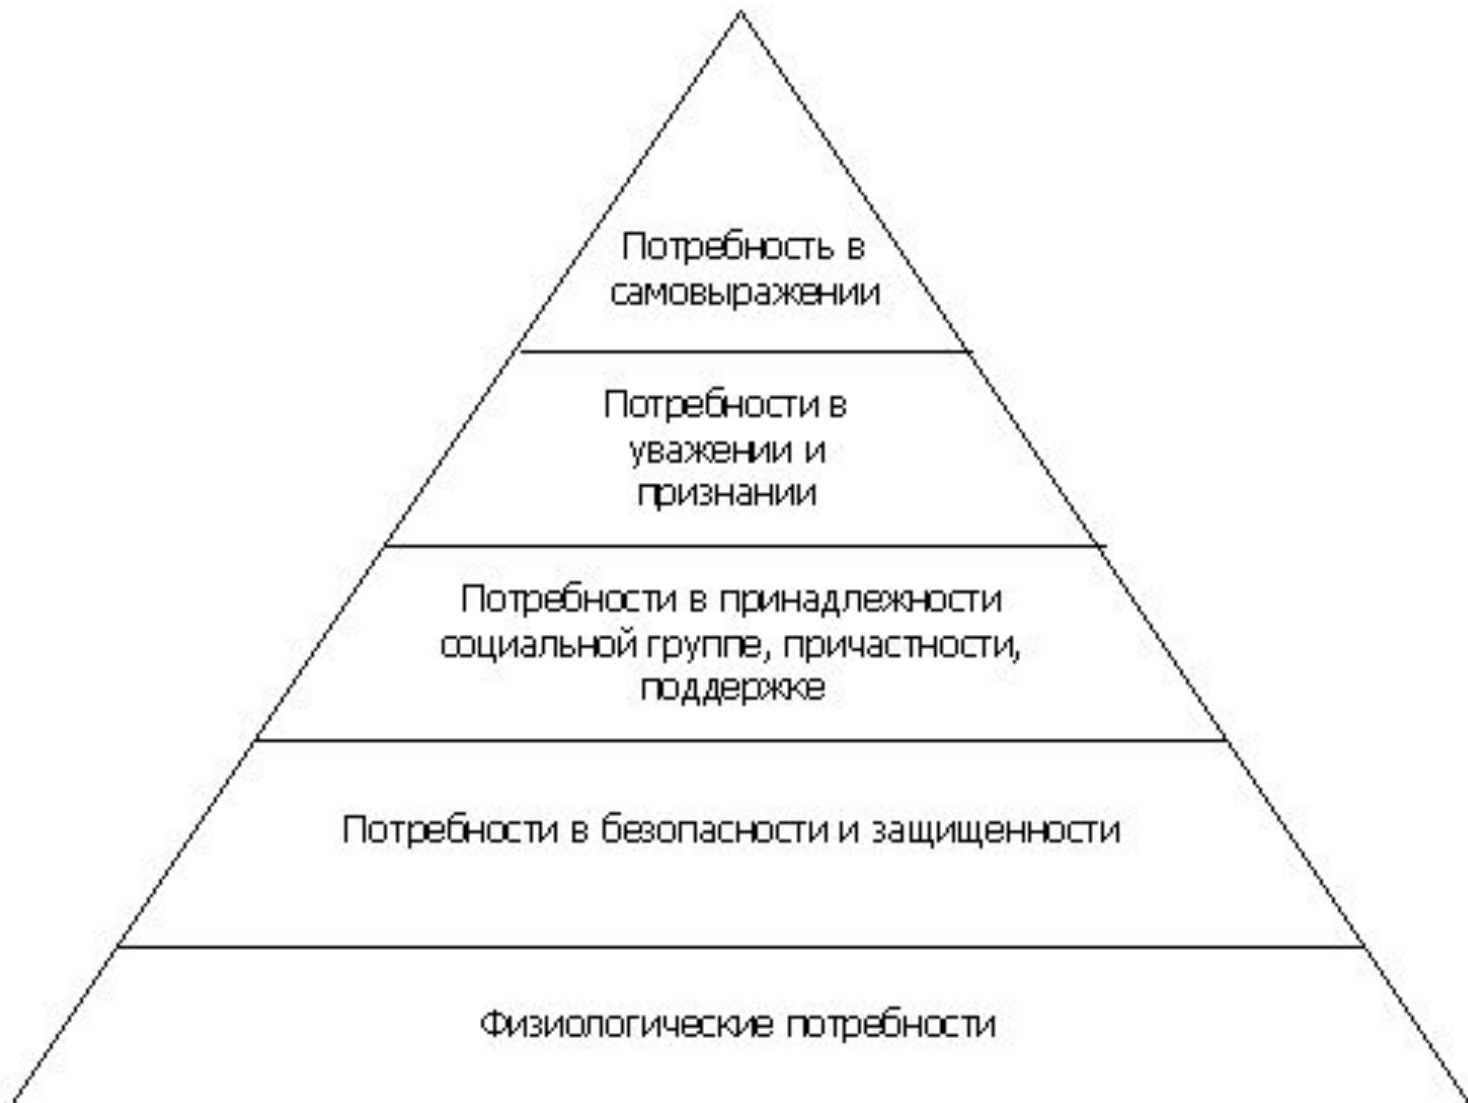 Потребность в
самовыражении
Потребности в
уважении и
признании
Потребности в принадлежности
социальной группе, причастности,
поддержке
Потребности в безопасности и защищенности
Физиологические потребности